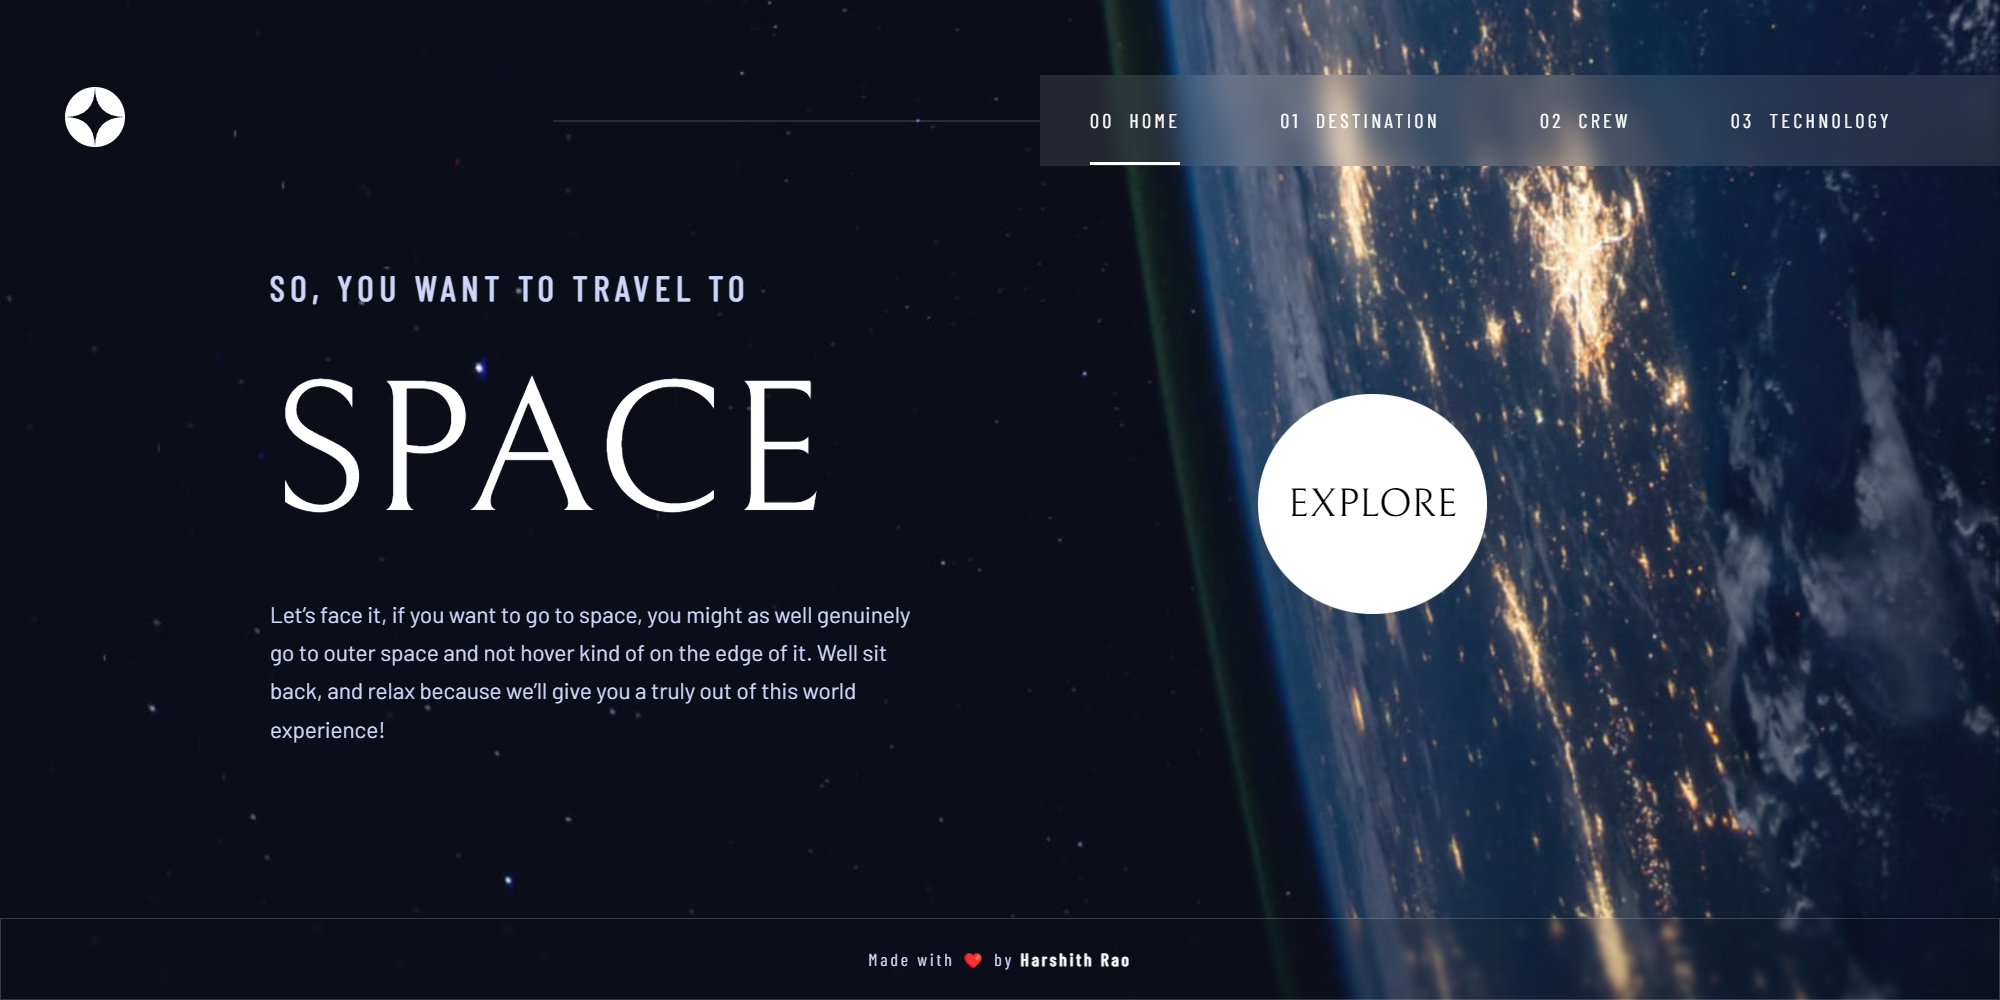 00 HOME 01 DESTINATION 02 CREW 03 TECHNOLOGY
SO, YOU WANT TO TRAVEL TO
SPACE
Let’s face it, if you want to go to space, you might as well genuinely
go to outer space and not hover kind of on the edge of it. Well sit
back, and relax because we’ll give you a truly out of this world
experience!
EXPLORE
Made with ❤️ by Harshith Rao